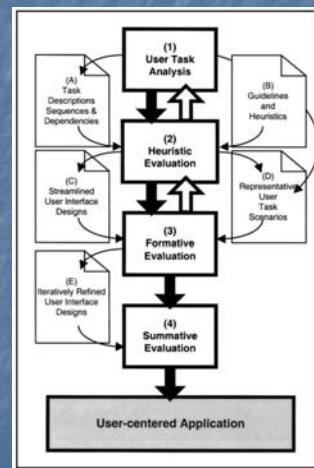 (1)
User Task
Analysis
(A)
Task
Descriptions
Sequences &
Dependencies
(B)
Guidelines
and
Heuristics
(2)
Heuristic
Evaluation
(C)
Streamlined
User Interface
Designs
(D)
Representative
User
Task
Scenarios
(3)
Formative
Evaluation
(E)
Iteratively Refined
User Interface
Designs
(4)
Summative
Evaluation
User-centered Application